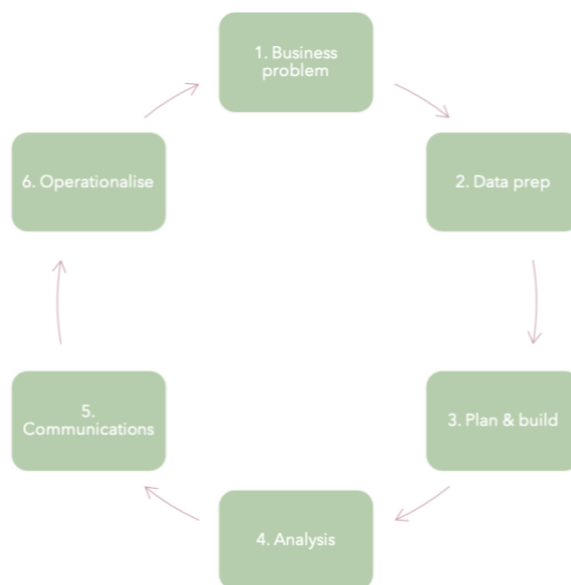 1. Business
problem
2. Data prep
3. Plan & build
4. Analysis
5.
Communications
6. Operationalise